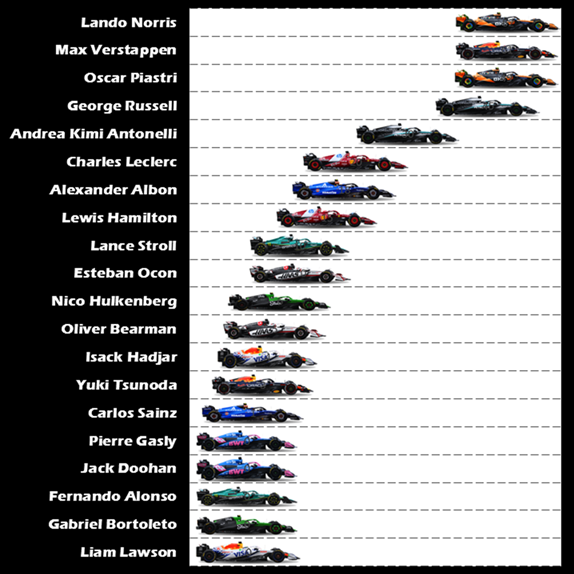 Lando Norris
Max Verstappen
Oscar Piastri
George Russell
Andrea Kimi Antonelli
Charles Leclerc
Alexander Albon
Lewis Hamilton
Lance Stroll
Esteban Ocon
Nico Hulkenberg
Oliver Bearman
Isack Hadjar
Yuki Tsunoda
Carlos Sainz
Pierre Gasly
Jack Doohan
Fernando Alonso
Gabriel Bortoleto
Liam Lawson